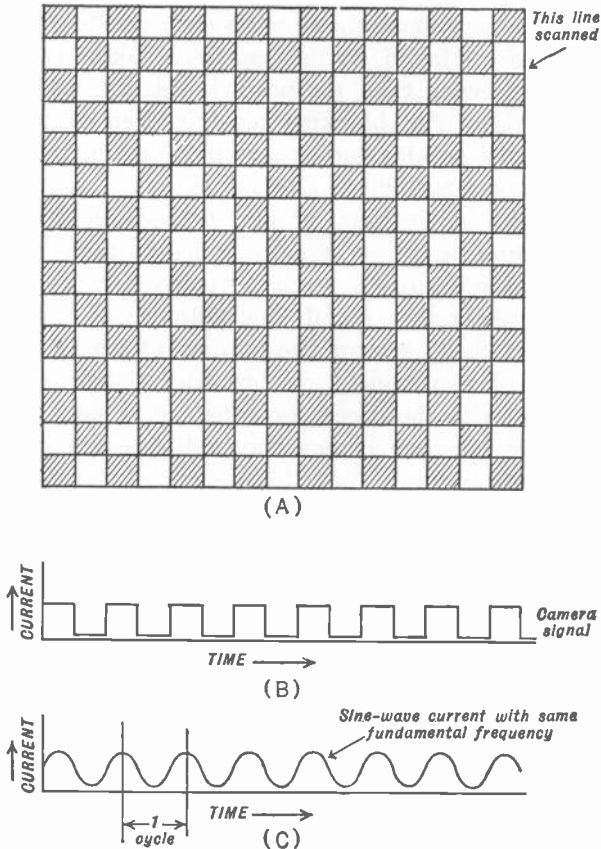 This line
scanned
(A)
CURRENT
Camera
signal
TIME
(B)
Sine-wave current with same
fundamental frequency
CURRENT
1
cycle
TIME
(C)